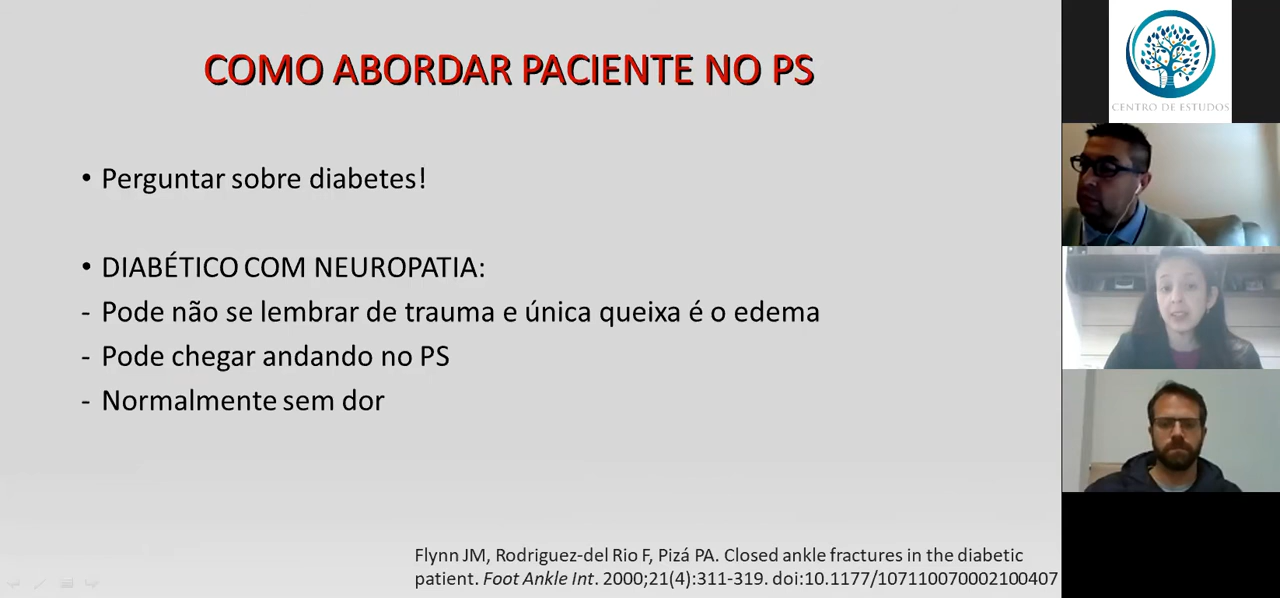 COMO ABORDAR PACIENTE NO PS
• Perguntar sobre diabetes!
• DIABÉTICO COM NEUROPATIA:
- Pode não se lembrar de trauma e única queixa é o edema
- Pode chegar andando no PS
- Normalmente sem dor
Flynn JM, Rodriguez-del Rio F, Pizá PA. Closed ankle fractures in the diabetic
patient. Foot Ankle Int. 2000;21(4):311-319. doi:10.1177/107110070002100407
CENTRO DE ESTUDOS